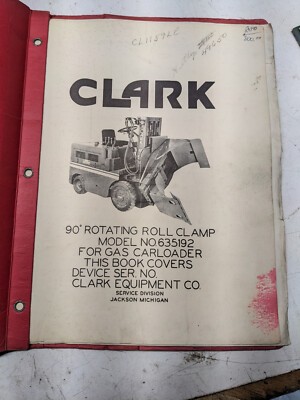 CLARK
90° ROTATING ROLL CLAMP
MODEL NO. 635192
FOR GAS CARLOADER
THIS BOOK COVERS
DEVICE SER. NO.
CLARK EQUIPMENT CO.
SERVICE DIVISION
JACKSON MICHIGAN